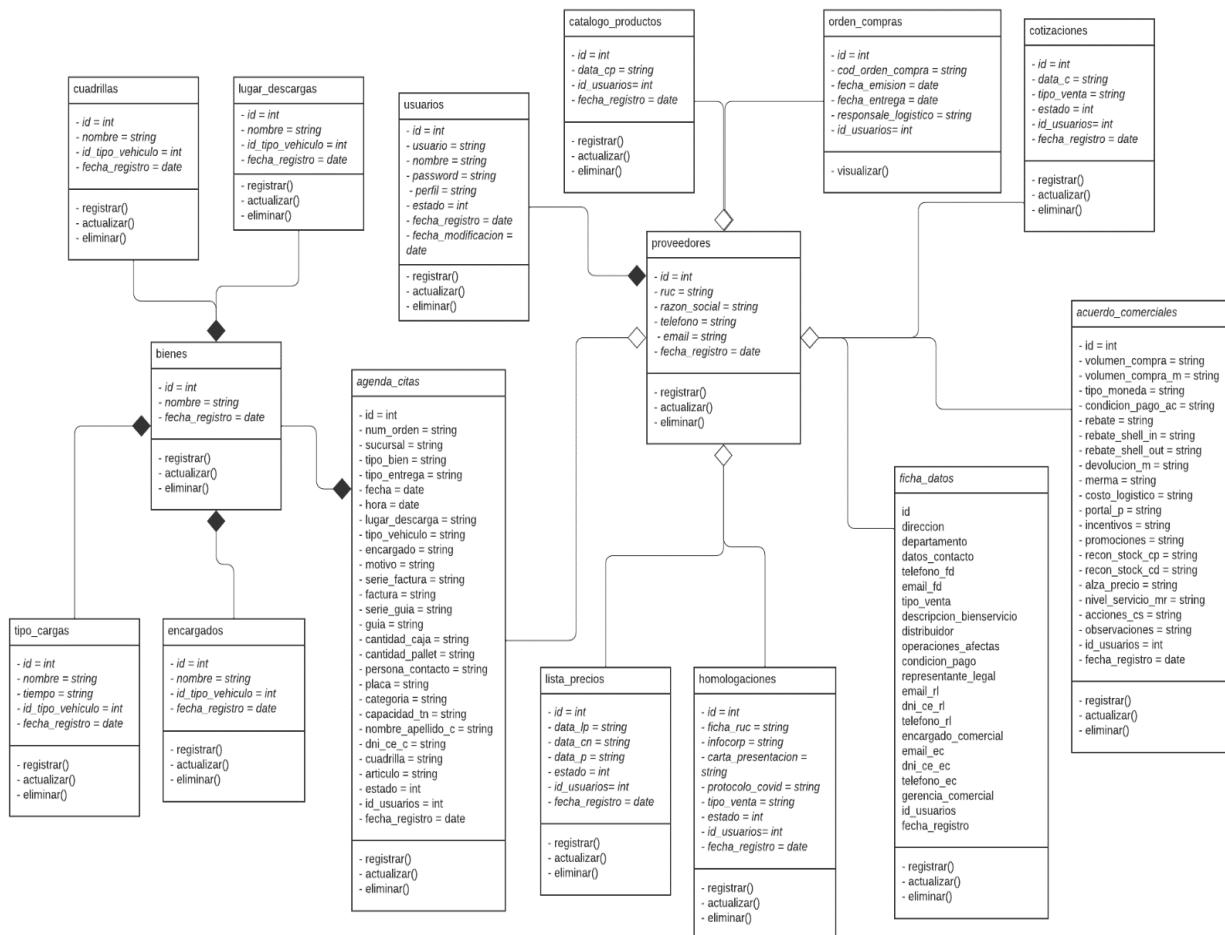 catalogo_productos
- id = int
- data_cp = string
- id_usuarios= int
- fecha_registro = date
- registrar()
- actualizar()
- eliminar()
orden_compras
- id = int
- cod_orden_compra = string
- fecha_emision = date
- fecha_entrega = date
- responsale_logistico = string
- id_usuarios= int
- visualizar()
cotizaciones
- id = int
- data_c = string
- tipo_venta = string
- estado = int
- id_usuarios= int
- fecha_registro = date
- registrar()
- actualizar()
- eliminar()
cuadrillas
- id = int
- nombre = string
- id_tipo_vehiculo = int
- fecha_registro = date
- registrar()
- actualizar()
- eliminar()
lugar_descargas
- id = int
- nombre = string
- id_tipo_vehiculo = int
- fecha_registro = date
- registrar()
- actualizar()
- eliminar()
usuarios
- id = int
- usuario = string
- nombre = string
- password = string
- perfil = string
- estado = int
- fecha_registro = date
- fecha_modificacion =
date
- registrar()
- actualizar()
- eliminar()
proveedores
- id = int
- ruc = string
- razon_social = string
- telefono = string
- email = string
- fecha_registro = date
- registrar()
- actualizar()
- eliminar()
acuerdo_comerciales
- id = int
- volumen_compra = string
- volumen_compra_m = string
- tipo_moneda = string
- condicion_pago_ac = string
- rebate = string
- rebate_shell_in = string
- rebate_shell_out = string
- devolucion_m = string
- merma = string
- costo_logistico = string
- portal_p = string
- incentivos = string
- promociones = string
- recon_stock_cp = string
- recon_stock_cd = string
- alza_precio = string
- nivel_servicio_mr = string
- acciones_cs = string
- observaciones = string
- id_usuarios = int
- fecha_registro = date
- registrar()
- actualizar()
- eliminar()
bienes
- id = int
- nombre = string
- fecha_registro = date
- registrar()
- actualizar()
- eliminar()
agenda_citas
- id = int
- num_orden = string
- sucursal = string
- tipo_bien = string
- tipo_entrega = string
- fecha = date
- hora = date
- lugar_descarga = string
- tipo_vehiculo = string
- encargado = string
- motivo = string
- serie_factura = string
- factura = string
- serie_guia = string
- guia = string
- cantidad_caja = string
- cantidad_pallet = string
- persona_contacto = string
- placa = string
- categoria = string
- capacidad_tn = string
- nombre_apellido_c = string
- dni_ce_c = string
- cuadrilla = string
- articulo = string
- estado = int
- id_usuarios = int
- fecha_registro = date
- registrar()
- actualizar()
- eliminar()
ficha_datos
id
direccion
departamento
datos_contacto
telefono_fd
email_fd
tipo_venta
descripcion_bienservicio
distribuidor
operaciones_afectas
condicion_pago
representante_legal
email_rl
dni_ce_rl
telefono_rl
encargado_comercial
email_ec
dni_ce_ec
telefono_ec
gerencia_comercial
id_usuarios
fecha_registro
- registrar()
- actualizar()
- eliminar()
tipo_cargas
- id = int
- nombre = string
- tiempo = string
- id_tipo_vehiculo = int
- fecha_registro = date
- registrar()
- actualizar()
- eliminar()
encargados
- id = int
- nombre = string
- id_tipo_vehiculo = int
- fecha_registro = date
- registrar()
- actualizar()
- eliminar()
lista_precios
- id = int
- data_lp = string
- data_cn = string
- data_p = string
- estado = int
- id_usuarios= int
- fecha_registro = date
- registrar()
- actualizar()
- eliminar()
homologaciones
- id = int
- ficha_ruc = string
- infocorp = string
- carta_presentacion =
string
- protocolo_covid = string
- tipo_venta = string
- estado = int
- id_usuarios= int
- fecha_registro = date
- registrar()
- actualizar()
- eliminar()